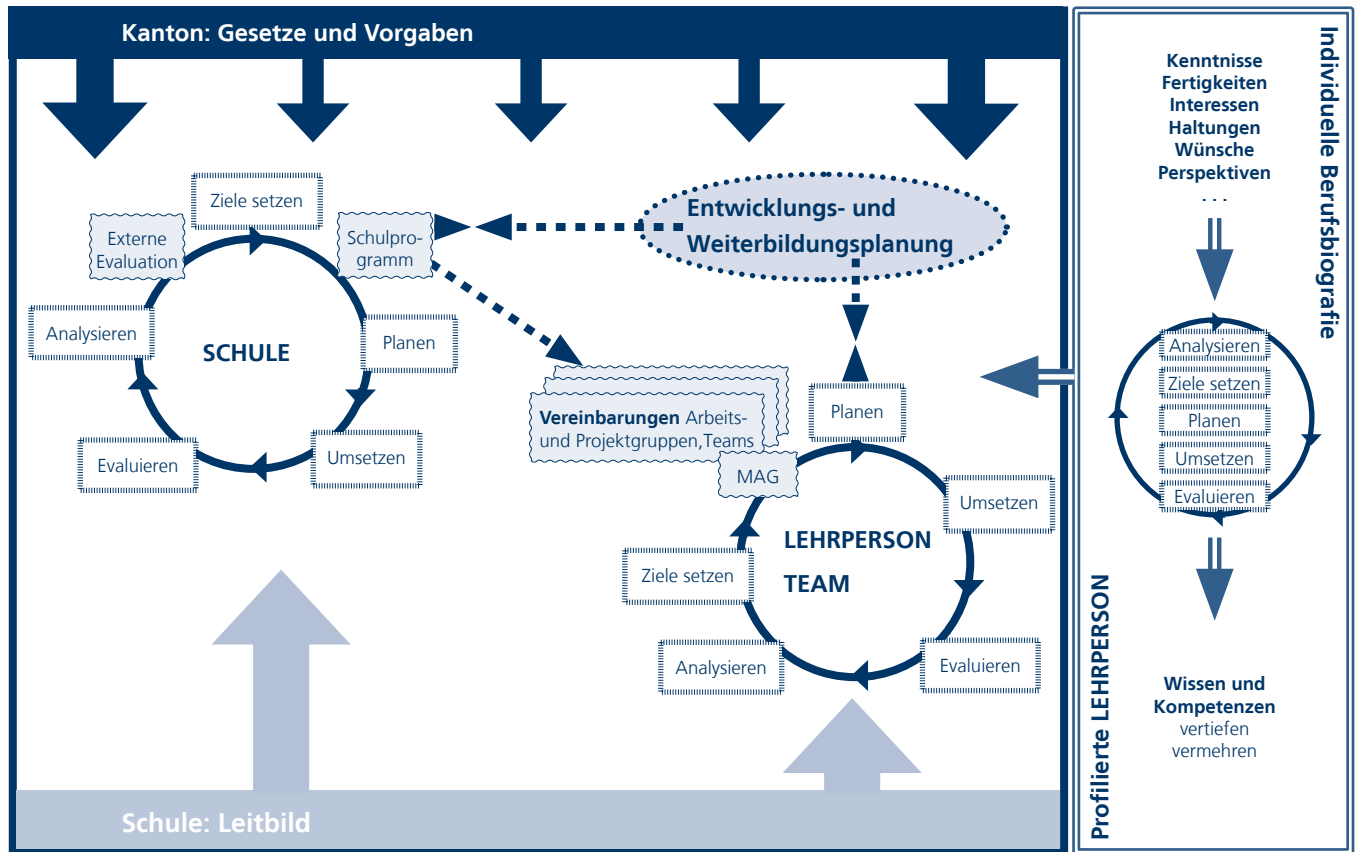 Kanton: Gesetze und Vorgaben
Ziele setzen
Externe
Evaluation
Schulpro-
gramm
Analysieren
SCHULE
Planen
Evaluieren
Umsetzen
Entwicklungs- und
Weiterbildungsplanung
Vereinbarungen Arbeits-
und Projektgruppen, Teams
MAG
Planen
Umsetzen
LEHRPERSON
TEAM
Ziele setzen
Analysieren
Evaluieren
Schule: Leitbild
Individuelle Berufsbiografie
Kenntnisse
Fertigkeiten
Interessen
Haltungen
Wünsche
Perspektiven
. . .
Analysieren
Ziele setzen
Planen
Umsetzen
Evaluieren
Wissen und
Kompetenzen
vertiefen
vermehren
Profilierte LEHRPERSON